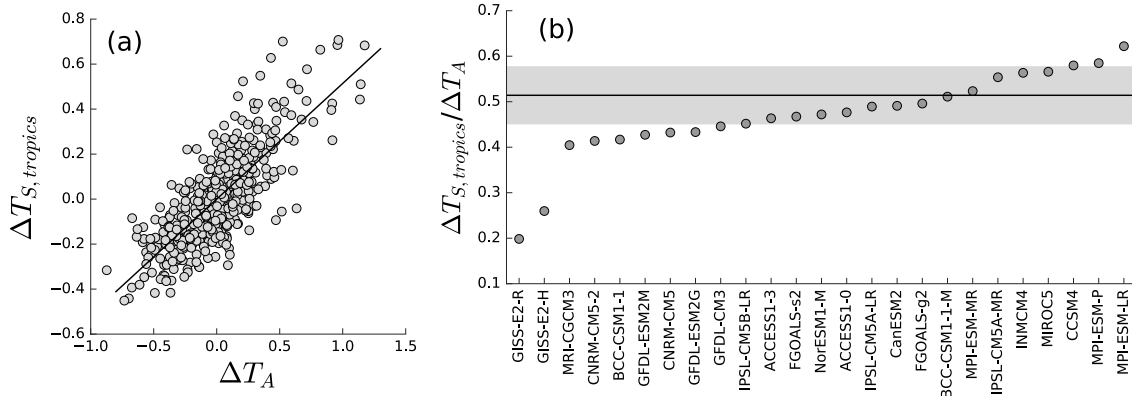 (a)
0.8
0.6
0.4
0.2
0.0
−0.2
−0.4
−0.6
ΔT_{S,tropics}
−1.0
−0.5
0.0
0.5
1.0
1.5
ΔT_A
(b)
0.7
0.6
0.5
0.4
0.3
0.2
0.1
ΔT_{S,tropics}/ΔT_A
GISS-E2-R
GISS-E2-H
MRI-CGCM3
CNRM-CM5-2
BCC-CSM1-1
GFDL-ESM2M
CNRM-CM5
GFDL-ESM2G
GFDL-CM3
IPSL-CM5B-LR
ACCESS1-3
FGOALS-s2
NorESM1-M
ACCESS1-0
IPSL-CM5A-LR
CanESM2
FGOALS-g2
BCC-CSM1-1-M
MPI-ESM-MR
IPSL-CM5A-MR
INMCM4
MIROC5
CCSM4
MPI-ESM-P
MPI-ESM-LR